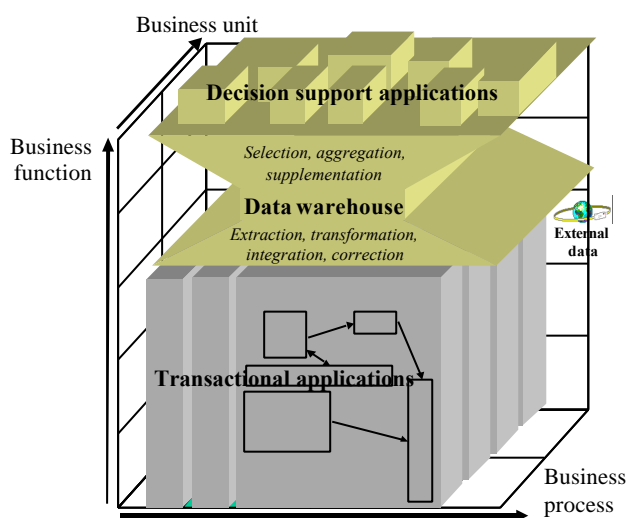 Business unit
Decision support applications
Business
function
Selection, aggregation,
supplementation
Data warehouse
Extraction, transformation,
integration, correction
External
data
Transactional applications
Business
process